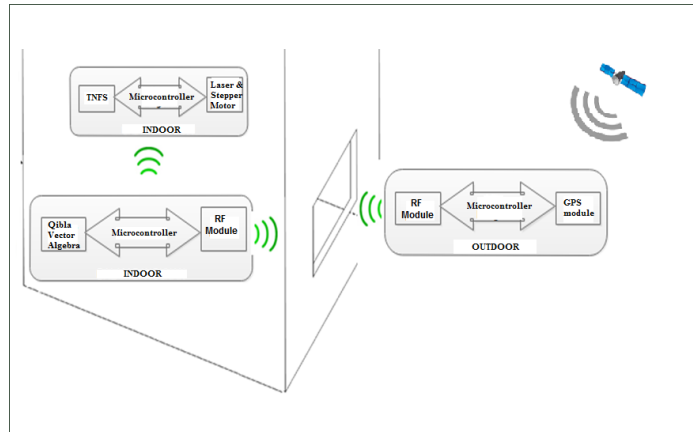 TNFS
Microcontroller
Laser &
Stepper
Motor
INDOOR
Qibla
Vector
Algebra
Microcontroller
RF
Module
INDOOR
RF
Module
Microcontroller
GPS
module
OUTDOOR